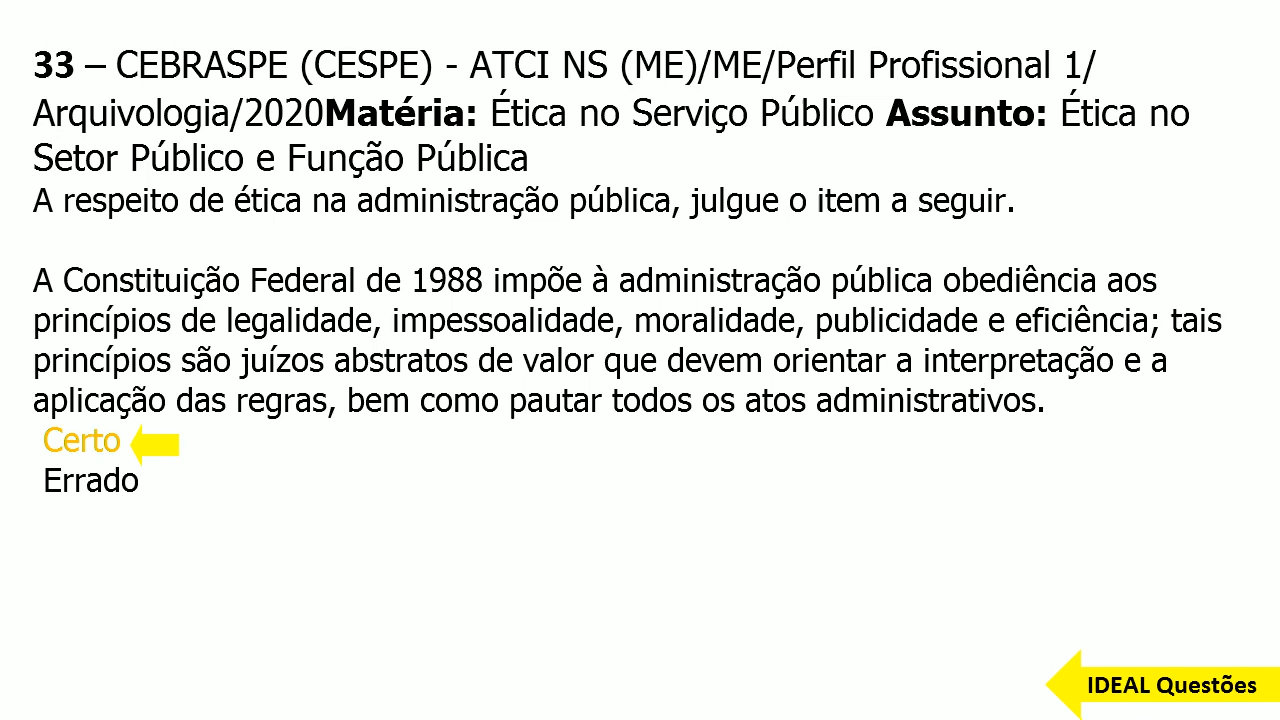 33 – CEBRASPE (CESPE) - ATCI NS (ME)/ME/Perfil Profissional 1/
Arquivologia/2020Matéria: Ética no Serviço Público Assunto: Ética no
Setor Público e Função Pública
A respeito de ética na administração pública, julgue o item a seguir.
A Constituição Federal de 1988 impõe à administração pública obediência aos
princípios de legalidade, impessoalidade, moralidade, publicidade e eficiência; tais
princípios são juízos abstratos de valor que devem orientar a interpretação e a
aplicação das regras, bem como pautar todos os atos administrativos.
Certo
Errado
IDEAL Questões